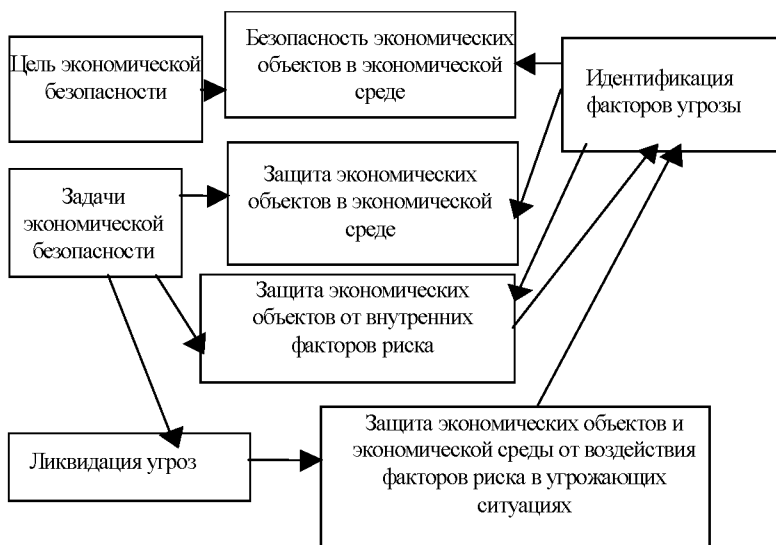 Цель экономической
безопасности
Безопасность экономических
объектов в экономической
среде
Идентификация
факторов угрозы
Задачи
экономической
безопасности
Защита экономических
объектов в экономической
среде
Защита экономических
объектов от внутренних
факторов риска
Ликвидация угроз
Защита экономических объектов и
экономической среды от воздействия
факторов риска в угрожающих
ситуациях